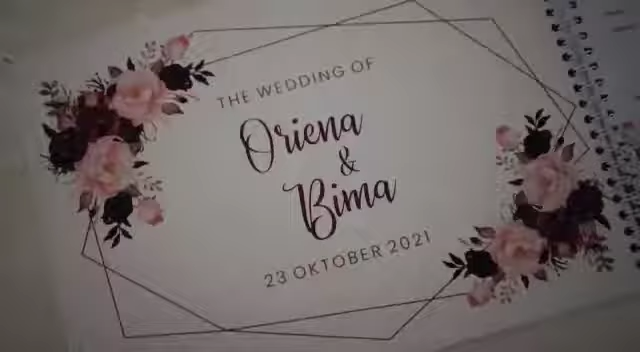 THE WEDDING OF
Oriena
&
Bima
23 OKTOBER 2021